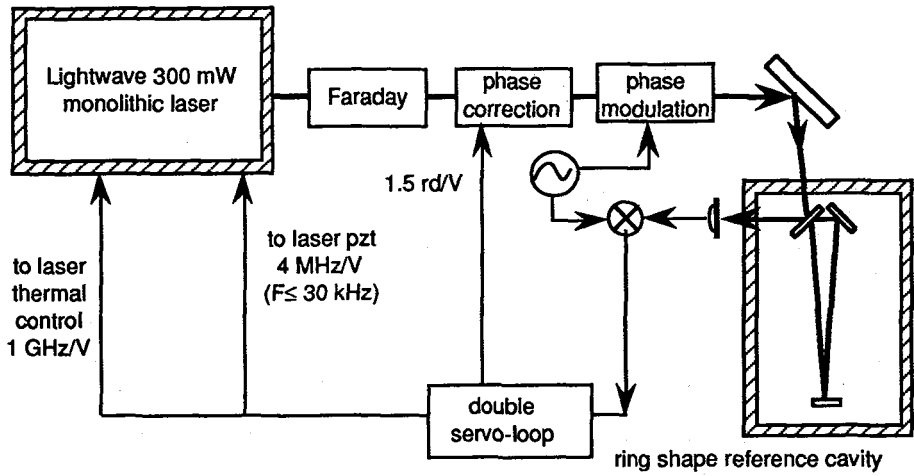 Lightwave 300 mW
monolithic laser
Faraday
phase
correction
phase
modulation
1.5 rd/V
to laser pzt
4 MHz/V
(F≤ 30 kHz)
to laser
thermal
control
1 GHz/V
double
servo-loop
ring shape reference cavity